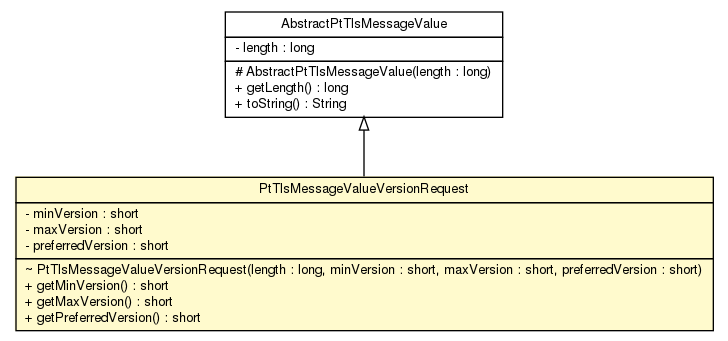 AbstractPtTlsMessageValue
- length : long
# AbstractPtTlsMessageValue(length : long)
+ getLength() : long
+ toString() : String
PtTlsMessageValueVersionRequest
- minVersion : short
- maxVersion : short
- preferredVersion : short
~ PtTlsMessageValueVersionRequest(length : long, minVersion : short, maxVersion : short, preferredVersion : short)
+ getMinVersion() : short
+ getMaxVersion() : short
+ getPreferredVersion() : short